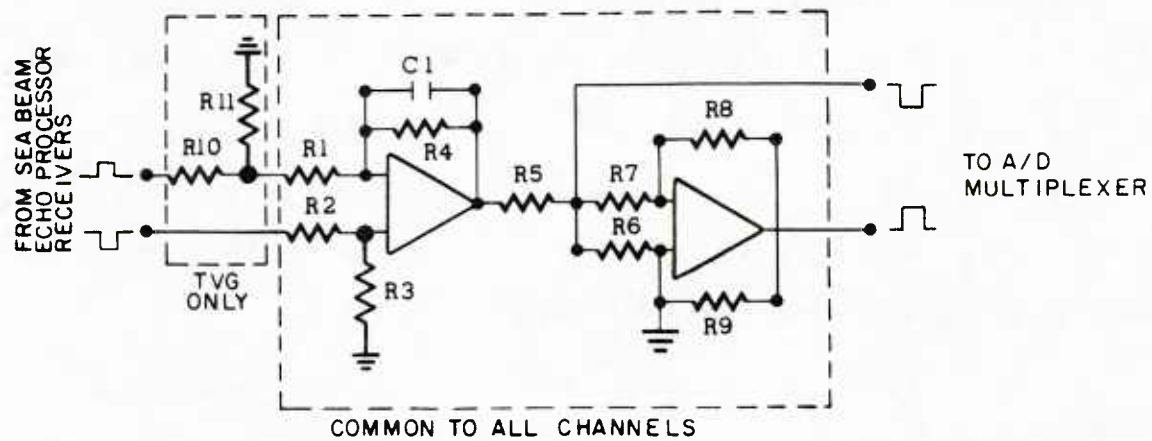 FROM SEA BEAM
ECHO PROCESSOR
RECEIVERS
R10
R11
TVG
ONLY
R1
R2
R3
C1
R4
R5
R7
R6
R8
R9
TO A/D
MULTIPLEXER
COMMON TO ALL CHANNELS